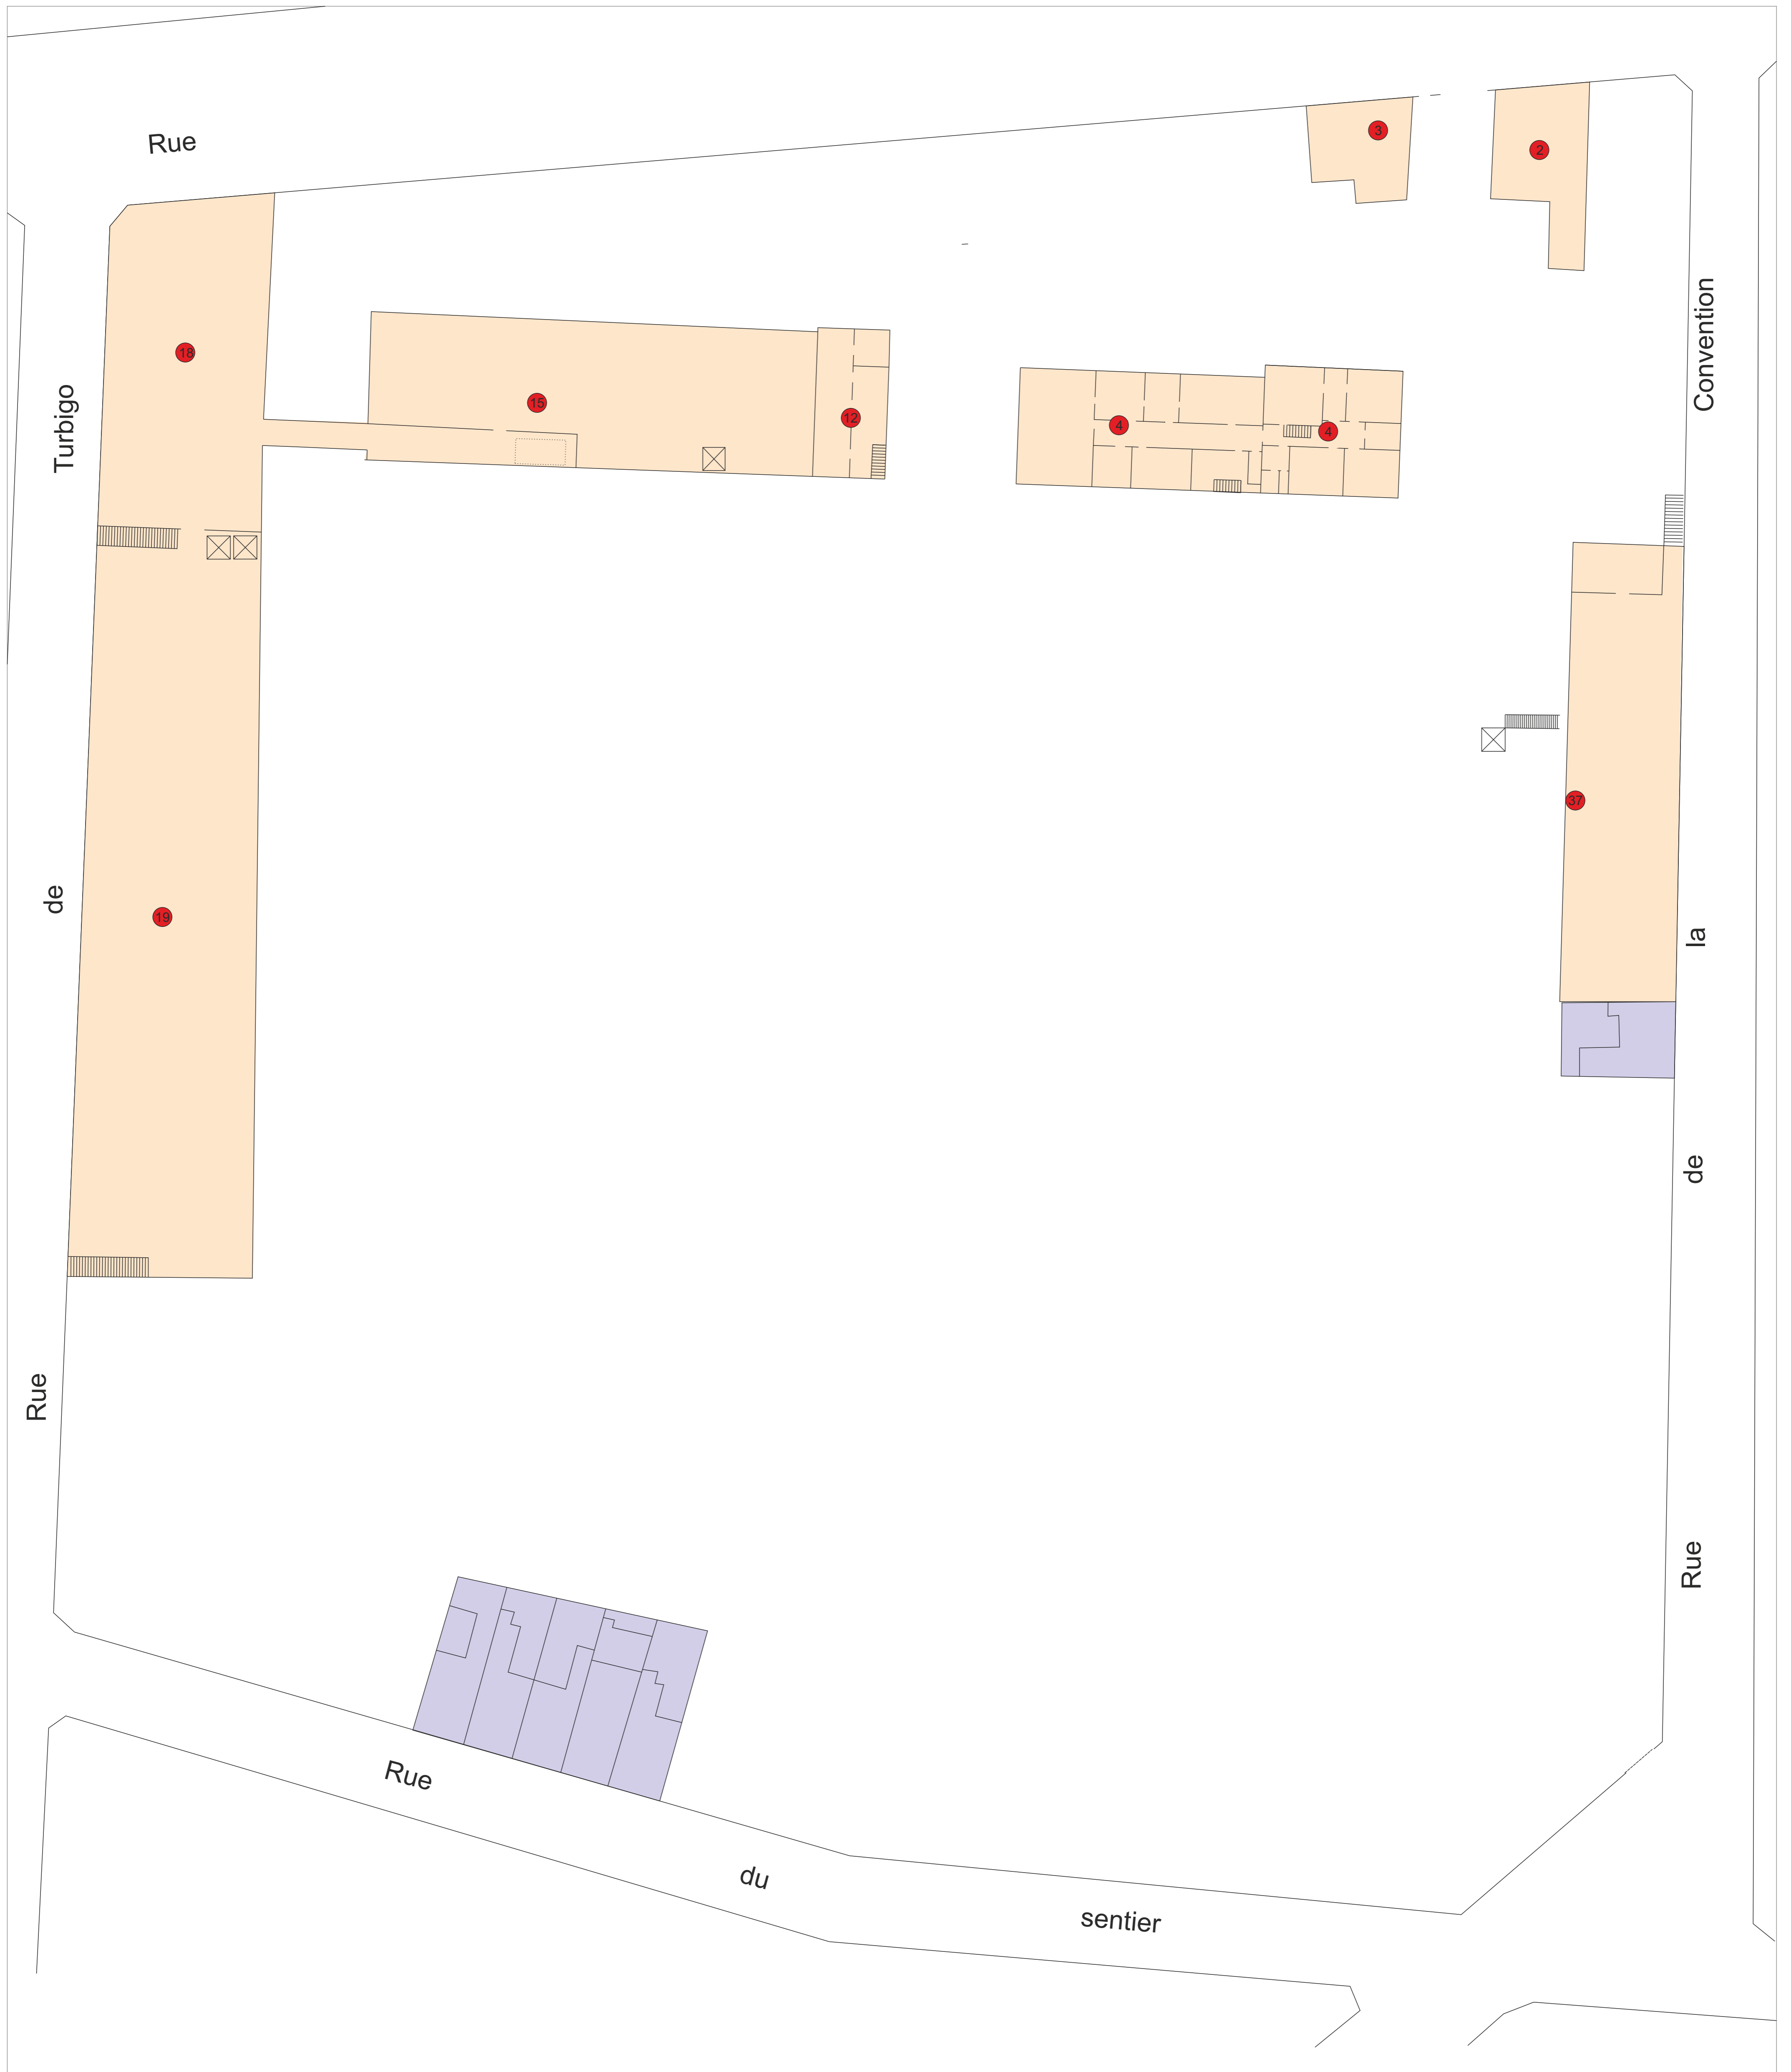 Rue
3
2
Convention
18
Turbigo
15
12
4
4
37
de
19
la
de
Rue
Rue
Rue
du
sentier